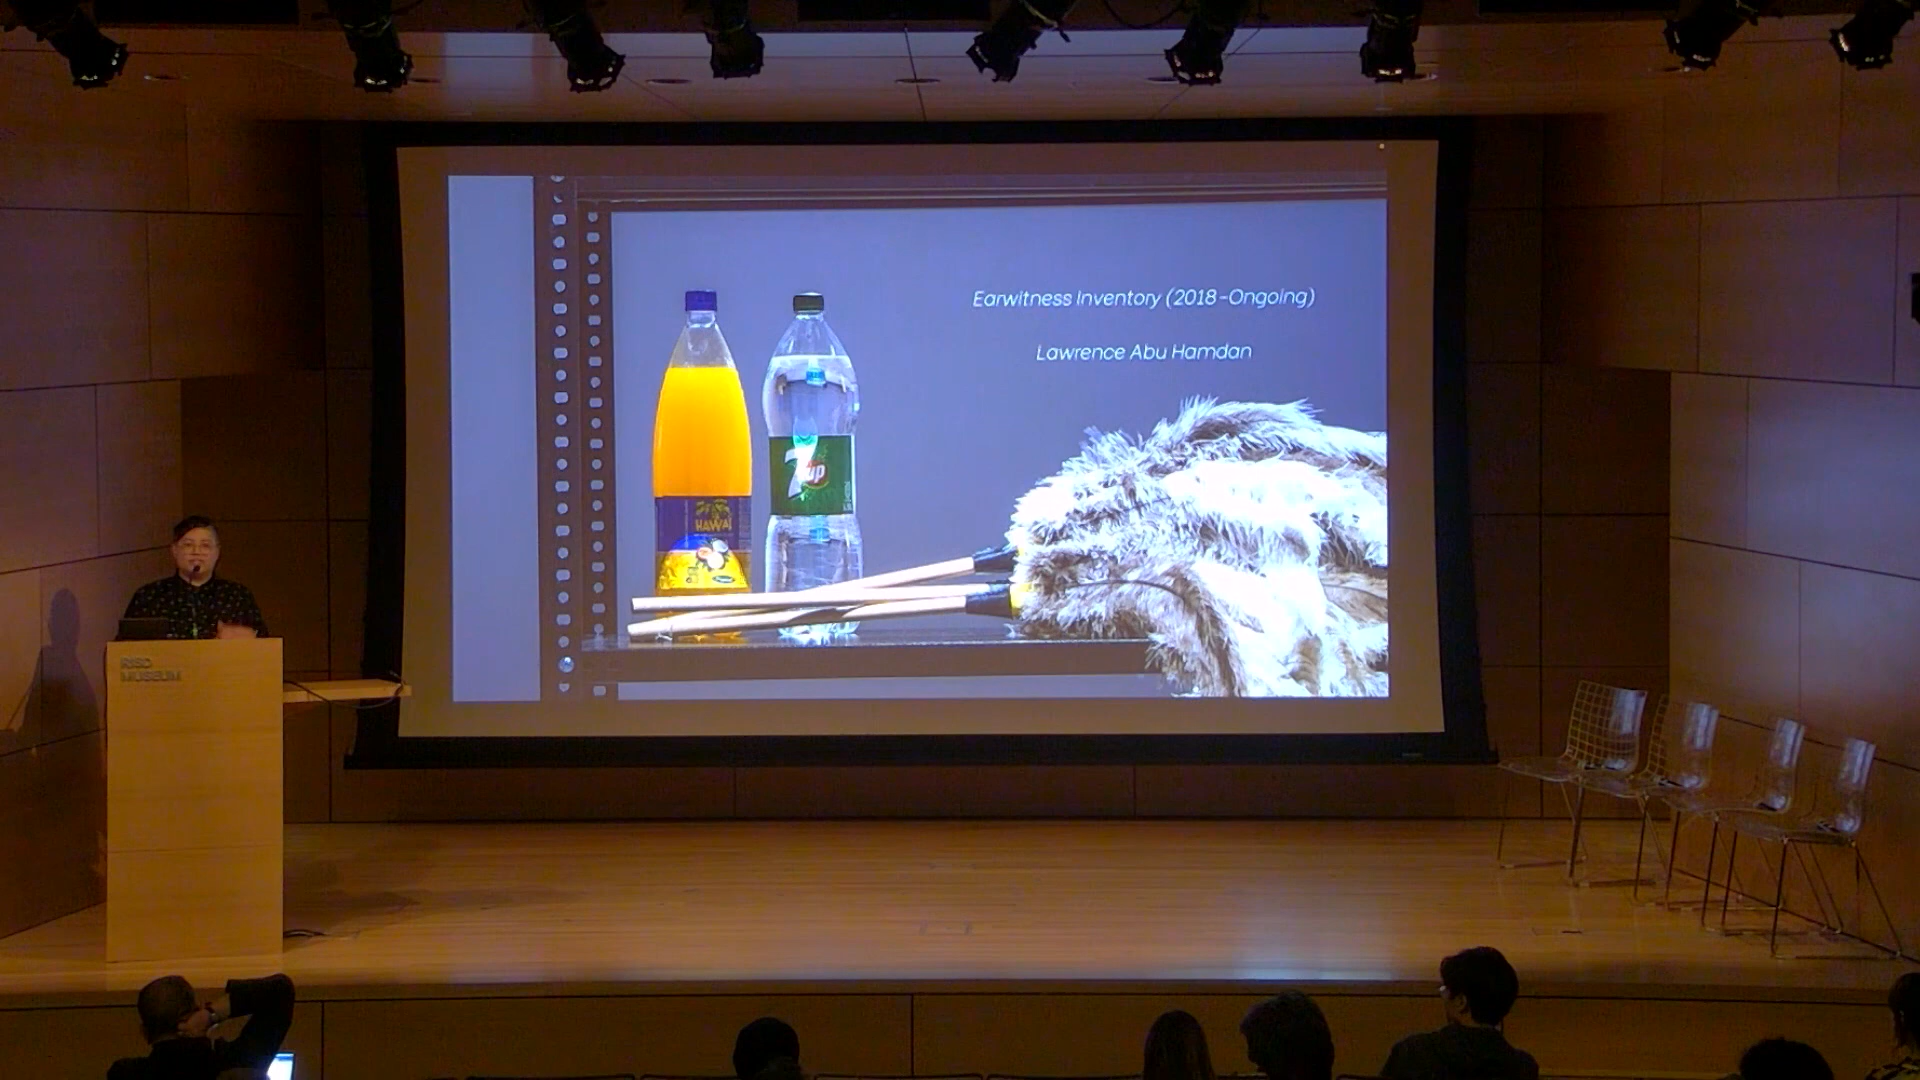 Earwitness Inventory (2018-Ongoing)
Lawrence Abu Hamdan
7up
HAWAI
RISD
MUSEUM